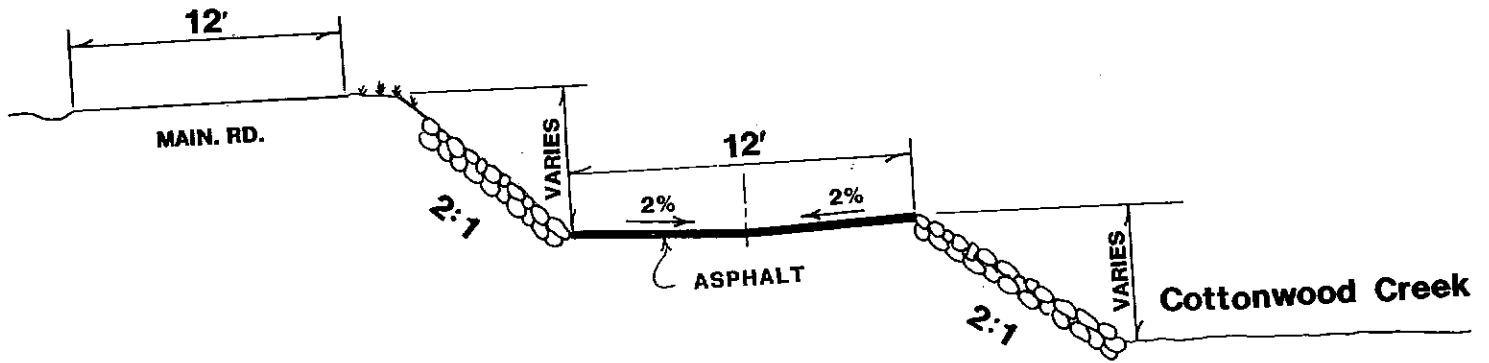 12'
MAIN. RD.
2:1
VARIES
12'
2%
2%
ASPHALT
2:1
VARIES
Cottonwood Creek